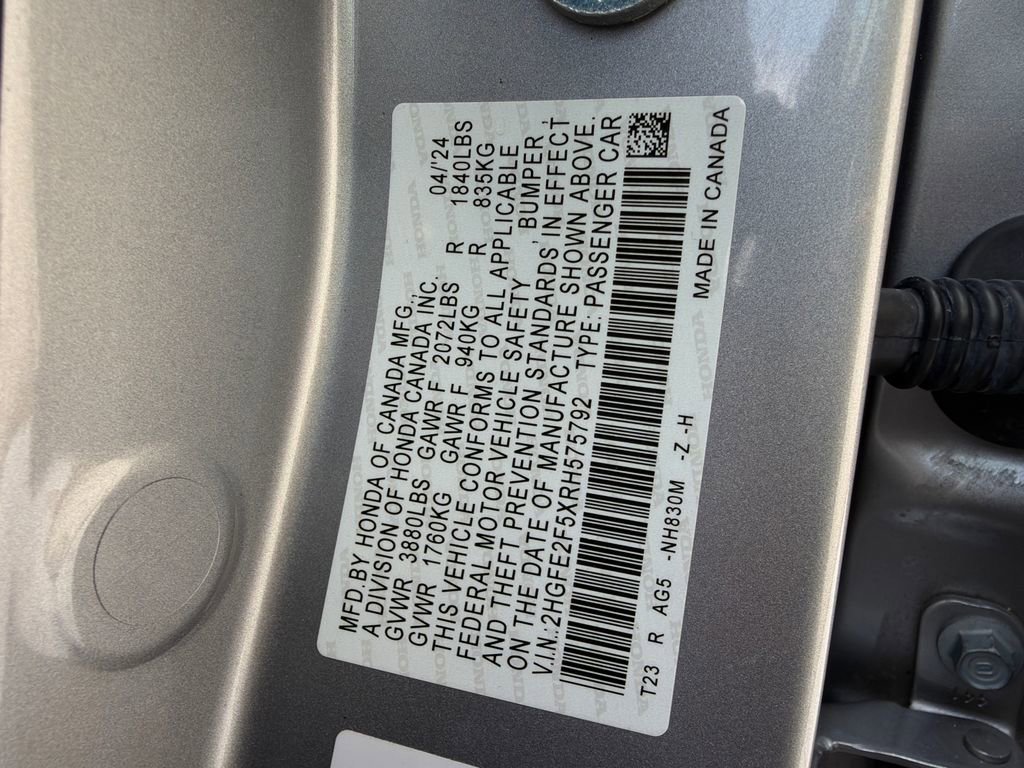 MFD.BY HONDA OF CANADA MFG., 04/'24
A DIVISION OF HONDA CANADA INC.
GVWR 3880LBS GAWR F 2072LBS R 1840LBS
GVWR 1760KG GAWR F 940KG R 835KG
THIS VEHICLE CONFORMS TO ALL APPLICABLE
FEDERAL MOTOR VEHICLE SAFETY, BUMPER,
AND THEFT PREVENTION STANDARDS IN EFFECT
ON THE DATE OF MANUFACTURE SHOWN ABOVE.
V.I.N.:2HGFE2F5XRH575792 TYPE:PASSENGER CAR
T23 R AG5 -NH830M -Z -H MADE IN CANADA
HONDA